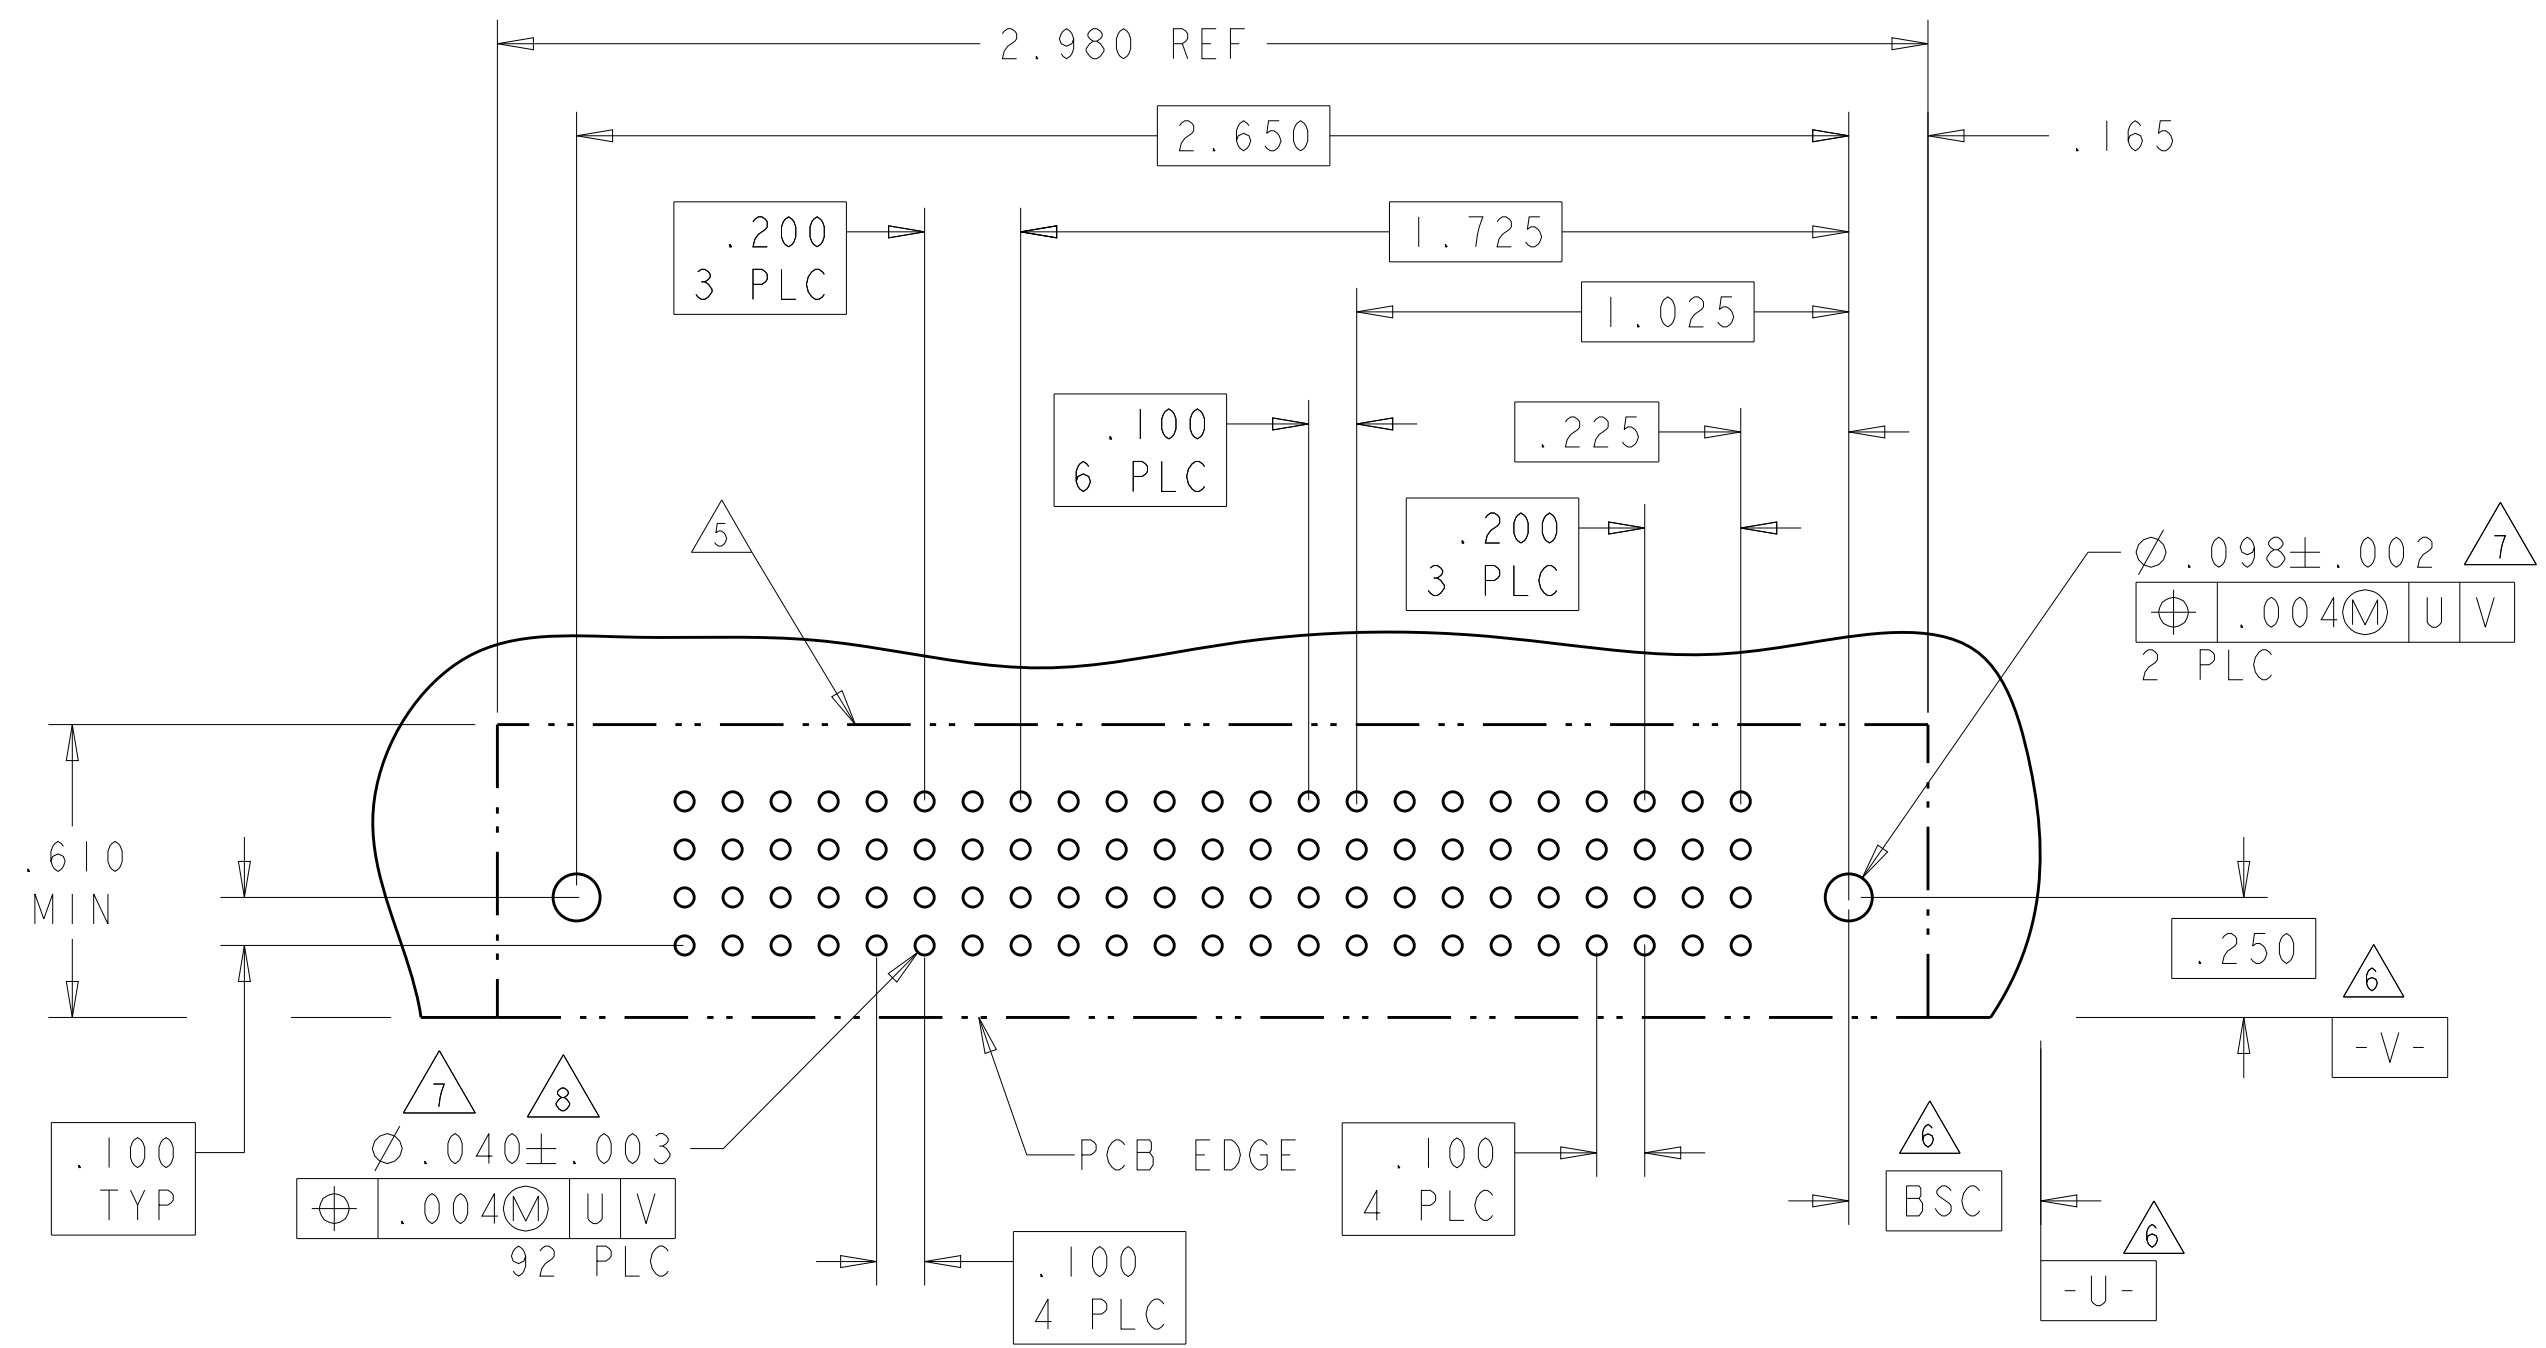 2.980 REF
2.650
.165
.200
3 PLC
1.725
1.025
.100
6 PLC
.225
.200
3 PLC
5
Ø.098±.002
7
⌖ .004Ⓜ U V
2 PLC
.610
MIN
.250
6
-V-
7
8
Ø.040±.003
⌖ .004Ⓜ U V
92 PLC
.100
TYP
PCB EDGE
.100
4 PLC
.100
4 PLC
6
BSC
6
-U-